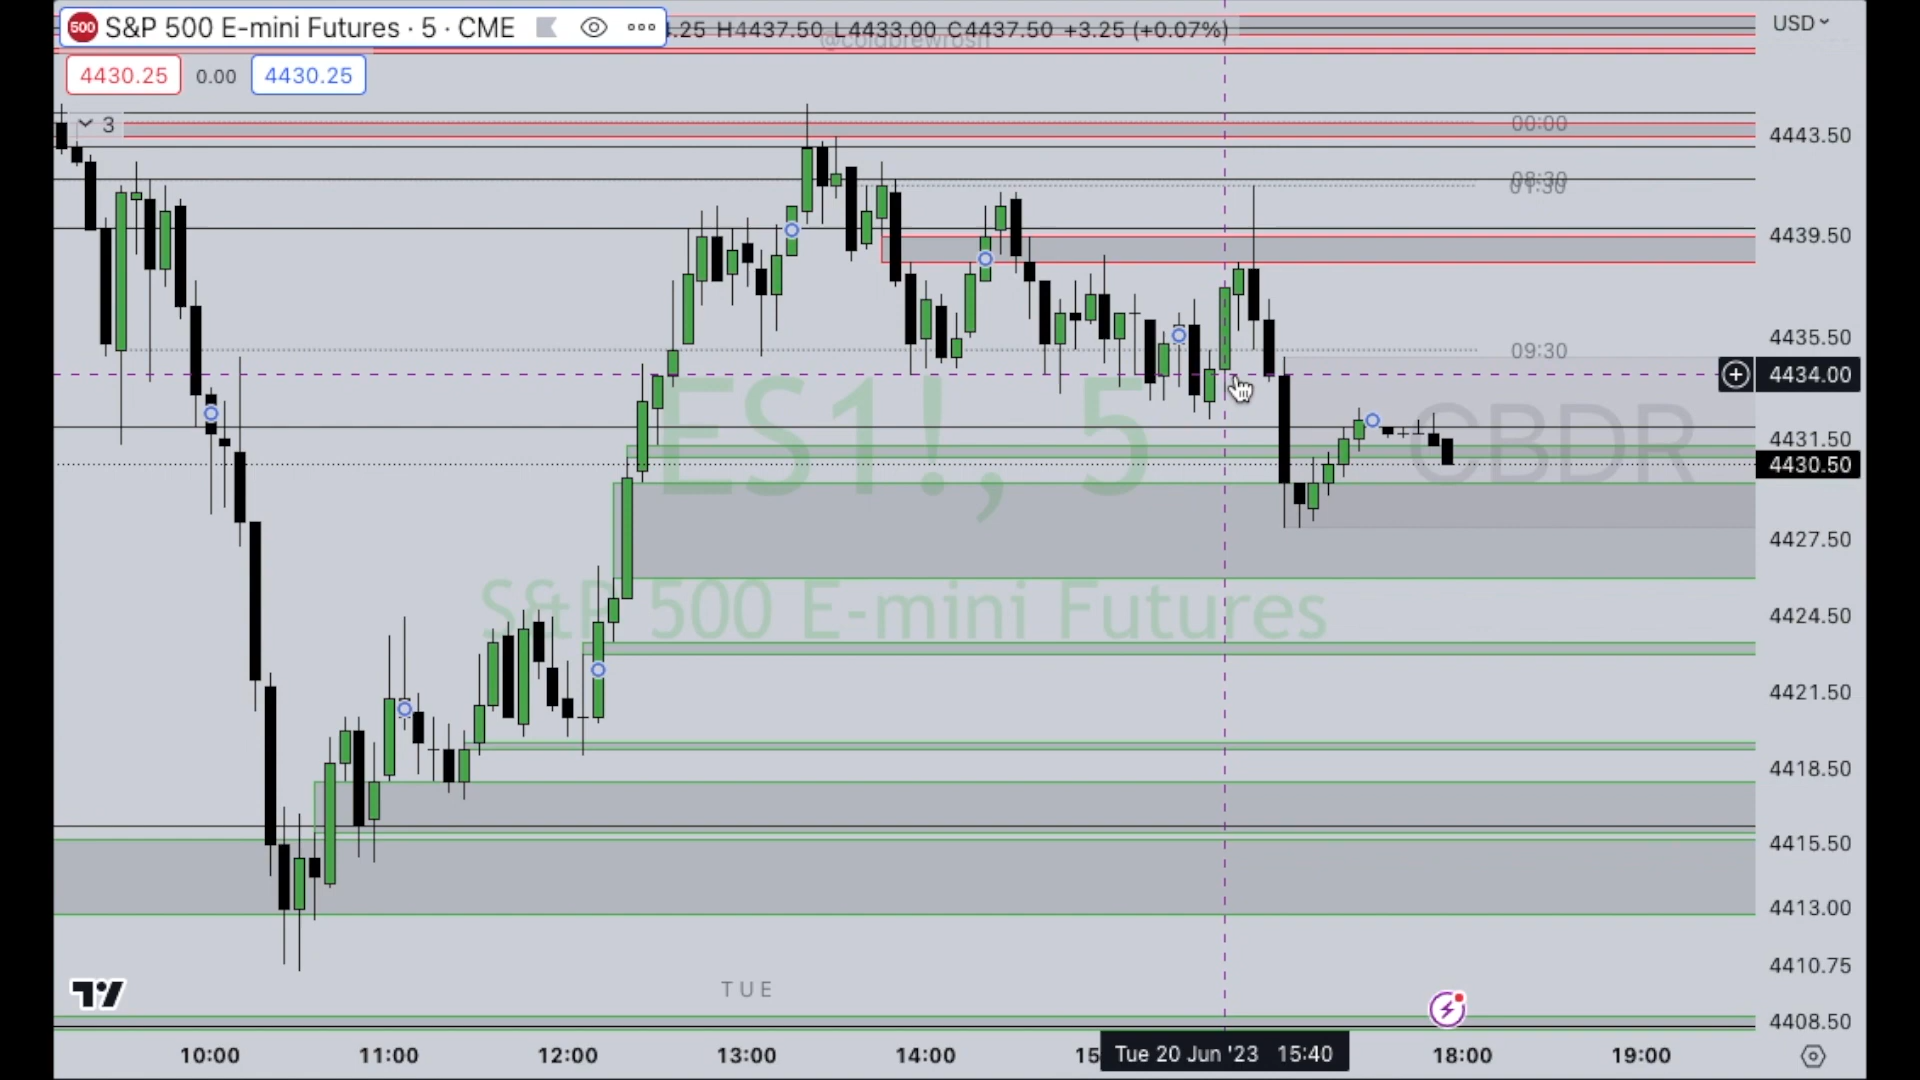 500 S&P 500 E-mini Futures · 5 · CME .25 H4437.50 L4433.00 C4437.50 +3.25 (+0.07%) USD
@coldbrewrosh
4430.25 0.00 4430.25
3
00:00
4443.50
08:30
01:30
4439.50
4435.50
09:30
4434.00
ES1!, 5
CBDR
4431.50
4430.50
4427.50
S&P 500 E-mini Futures
4424.50
4421.50
4418.50
4415.50
4413.00
4410.75
TUE
4408.50
10:00 11:00 12:00 13:00 14:00 15 Tue 20 Jun '23 15:40 18:00 19:00